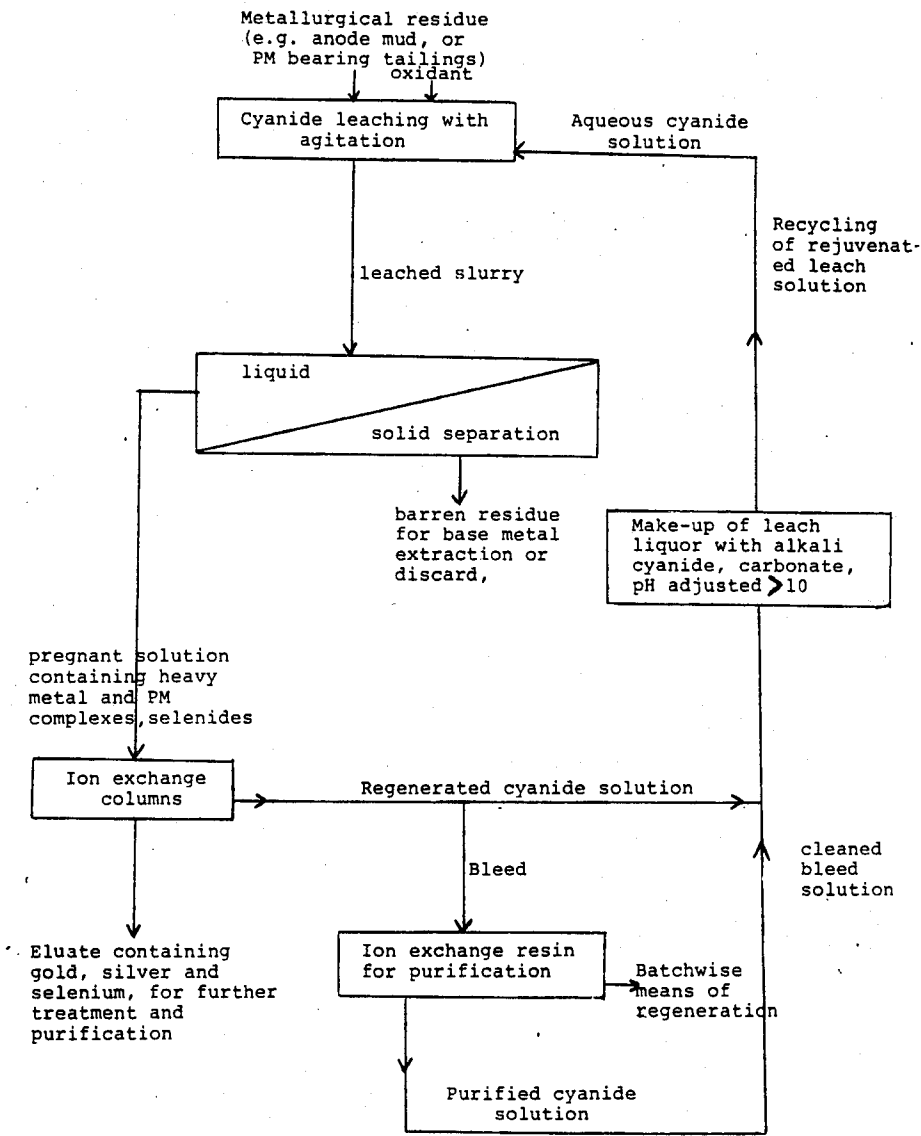 Metallurgical residue
(e.g. anode mud, or
PM bearing tailings)
oxidant
Cyanide leaching with
agitation
Aqueous cyanide
solution
Recycling
of rejuvenat-
ed leach
solution
leached slurry
liquid
solid separation
barren residue
for base metal
extraction or
discard,
Make-up of leach
liquor with alkali
cyanide, carbonate,
pH adjusted >10
pregnant solution
containing heavy
metal and PM
complexes,selenides
Ion exchange
columns
Regenerated cyanide solution
cleaned
bleed
solution
Bleed
Eluate containing
gold, silver and
selenium, for further
treatment and
purification
Ion exchange resin
for purification
Batchwise
means of
regeneration
Purified cyanide
solution